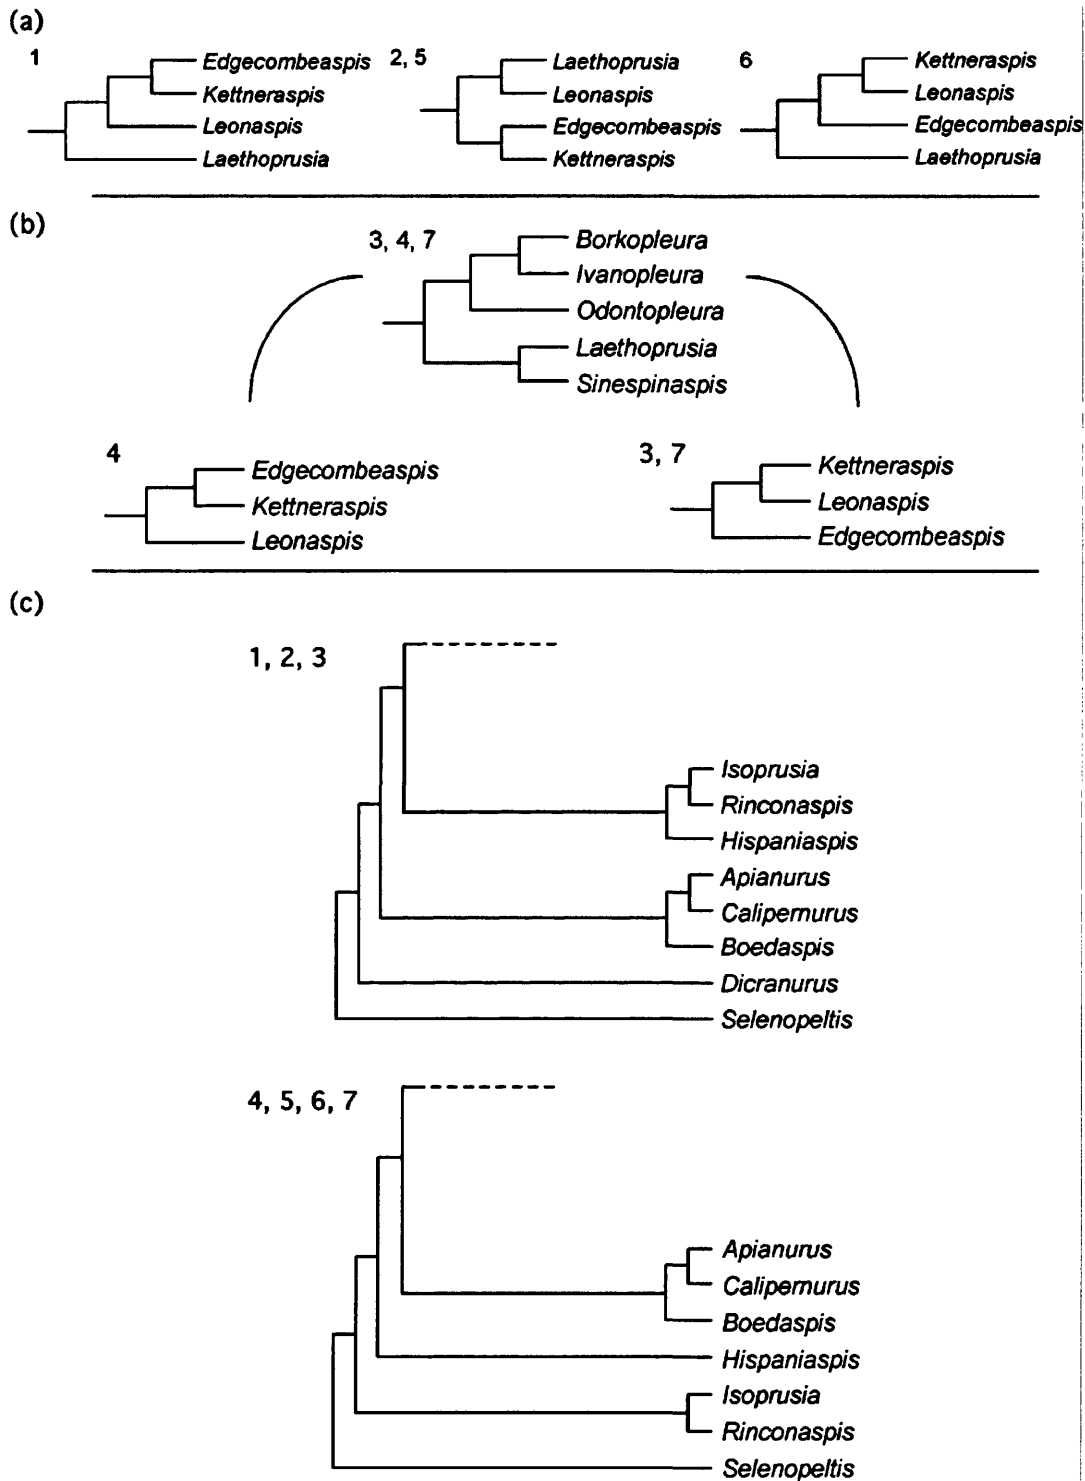 (a)
1
Edgecombeaspis
Kettneraspis
Leonaspis
Laethoprusia
2, 5
Laethoprusia
Leonaspis
Edgecombeaspis
Kettneraspis
6
Kettneraspis
Leonaspis
Edgecombeaspis
Laethoprusia
(b)
3, 4, 7
Borkopleura
Ivanopleura
Odontopleura
Laethoprusia
Sinespinaspis
4
Edgecombeaspis
Kettneraspis
Leonaspis
3, 7
Kettneraspis
Leonaspis
Edgecombeaspis
(c)
1, 2, 3
Isoprusia
Rinconaspis
Hispaniaspis
Apianurus
Calipernurus
Boedaspis
Dicranurus
Selenopeltis
4, 5, 6, 7
Apianurus
Calipernurus
Boedaspis
Hispaniaspis
Isoprusia
Rinconaspis
Selenopeltis